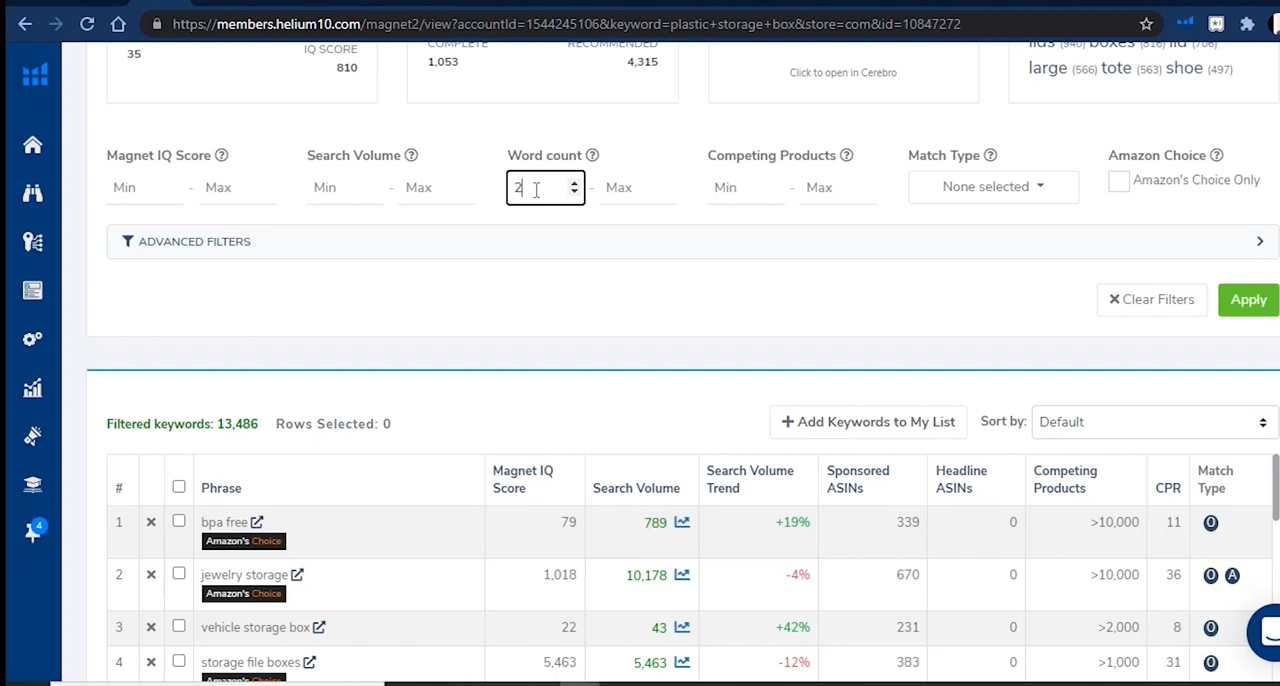 https://members.helium10.com/magnet2/view?accountId=1544245106&keyword=plastic+storage+box&store=com&id=10847272
35
IQ SCORE
810
COMPLETE
1,053
RECOMMENDED
4,315
Click to open in Cerebro
lids (940) boxes (816) lid (706)
large (566) tote (563) shoe (497)
Magnet IQ Score
Search Volume
Word count
Competing Products
Match Type
Amazon Choice
Min - Max
Min - Max
2 - Max
Min - Max
None selected
Amazon's Choice Only
ADVANCED FILTERS
Clear Filters
Apply
Filtered keywords: 13,486
Rows Selected: 0
+ Add Keywords to My List
Sort by:
Default
# Phrase Magnet IQ Score Search Volume Search Volume Trend Sponsored ASINs Headline ASINs Competing Products CPR Match Type
1 bpa free 79 789 +19% 339 0 >10,000 11 O
Amazon's Choice
2 jewelry storage 1,018 10,178 -4% 670 0 >10,000 36 O A
Amazon's Choice
3 vehicle storage box 22 43 +42% 231 0 >2,000 8 O
4 storage file boxes 5,463 5,463 -12% 383 0 >1,000 31 O
Amazon's Choice
4